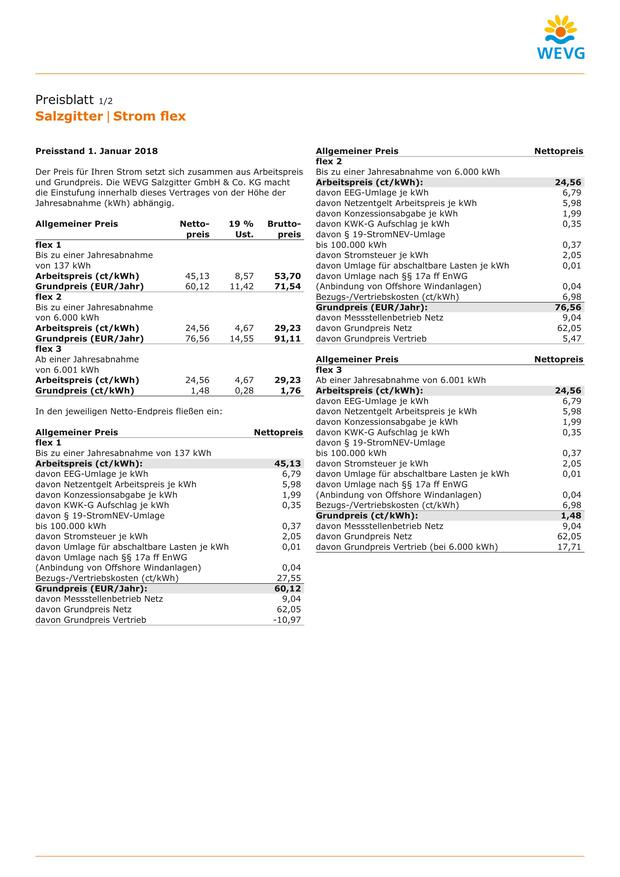 WEVG
Preisblatt 1/2
Salzgitter | Strom flex
Preisstand 1. Januar 2018
Der Preis für Ihren Strom setzt sich zusammen aus Arbeitspreis
und Grundpreis. Die WEVG Salzgitter GmbH & Co. KG macht
die Einstufung innerhalb dieses Vertrages von der Höhe der
Jahresabnahme (kWh) abhängig.
Allgemeiner Preis Netto- 19 % Brutto-
preis Ust. preis
flex 1
Bis zu einer Jahresabnahme
von 137 kWh
Arbeitspreis (ct/kWh) 45,13 8,57 53,70
Grundpreis (EUR/Jahr) 60,12 11,42 71,54
flex 2
Bis zu einer Jahresabnahme
von 6.000 kWh
Arbeitspreis (ct/kWh) 24,56 4,67 29,23
Grundpreis (EUR/Jahr) 76,56 14,55 91,11
flex 3
Ab einer Jahresabnahme
von 6.001 kWh
Arbeitspreis (ct/kWh) 24,56 4,67 29,23
Grundpreis (ct/kWh) 1,48 0,28 1,76
In den jeweiligen Netto-Endpreis fließen ein:
Allgemeiner Preis Nettopreis
flex 1
Bis zu einer Jahresabnahme von 137 kWh
Arbeitspreis (ct/kWh): 45,13
davon EEG-Umlage je kWh 6,79
davon Netzentgelt Arbeitspreis je kWh 5,98
davon Konzessionsabgabe je kWh 1,99
davon KWK-G Aufschlag je kWh 0,35
davon § 19-StromNEV-Umlage
bis 100.000 kWh 0,37
davon Stromsteuer je kWh 2,05
davon Umlage für abschaltbare Lasten je kWh 0,01
davon Umlage nach §§ 17a ff EnWG
(Anbindung von Offshore Windanlagen) 0,04
Bezugs-/Vertriebskosten (ct/kWh) 27,55
Grundpreis (EUR/Jahr): 60,12
davon Messstellenbetrieb Netz 9,04
davon Grundpreis Netz 62,05
davon Grundpreis Vertrieb -10,97
Allgemeiner Preis Nettopreis
flex 2
Bis zu einer Jahresabnahme von 6.000 kWh
Arbeitspreis (ct/kWh): 24,56
davon EEG-Umlage je kWh 6,79
davon Netzentgelt Arbeitspreis je kWh 5,98
davon Konzessionsabgabe je kWh 1,99
davon KWK-G Aufschlag je kWh 0,35
davon § 19-StromNEV-Umlage
bis 100.000 kWh 0,37
davon Stromsteuer je kWh 2,05
davon Umlage für abschaltbare Lasten je kWh 0,01
davon Umlage nach §§ 17a ff EnWG
(Anbindung von Offshore Windanlagen) 0,04
Bezugs-/Vertriebskosten (ct/kWh) 6,98
Grundpreis (EUR/Jahr): 76,56
davon Messstellenbetrieb Netz 9,04
davon Grundpreis Netz 62,05
davon Grundpreis Vertrieb 5,47
Allgemeiner Preis Nettopreis
flex 3
Ab einer Jahresabnahme von 6.001 kWh
Arbeitspreis (ct/kWh): 24,56
davon EEG-Umlage je kWh 6,79
davon Netzentgelt Arbeitspreis je kWh 5,98
davon Konzessionsabgabe je kWh 1,99
davon KWK-G Aufschlag je kWh 0,35
davon § 19-StromNEV-Umlage
bis 100.000 kWh 0,37
davon Stromsteuer je kWh 2,05
davon Umlage für abschaltbare Lasten je kWh 0,01
davon Umlage nach §§ 17a ff EnWG
(Anbindung von Offshore Windanlagen) 0,04
Bezugs-/Vertriebskosten (ct/kWh) 6,98
Grundpreis (ct/kWh): 1,48
davon Messstellenbetrieb Netz 9,04
davon Grundpreis Netz 62,05
davon Grundpreis Vertrieb (bei 6.000 kWh) 17,71